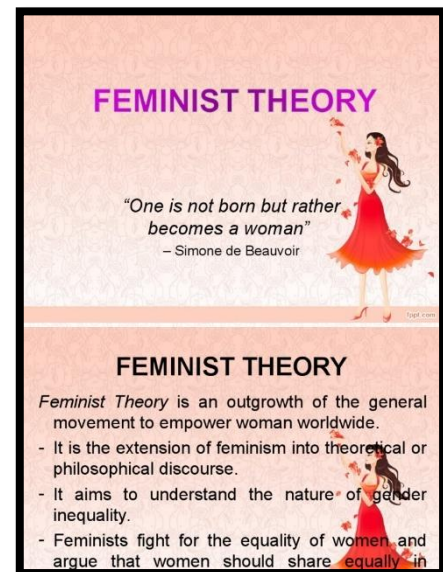 FEMINIST THEORY
“One is not born but rather
becomes a woman”
– Simone de Beauvoir
fppt.com
FEMINIST THEORY
Feminist Theory is an outgrowth of the general
movement to empower woman worldwide.
- It is the extension of feminism into theoretical or
philosophical discourse.
- It aims to understand the nature of gender
inequality.
- Feminists fight for the equality of women and
argue that women should share equally in